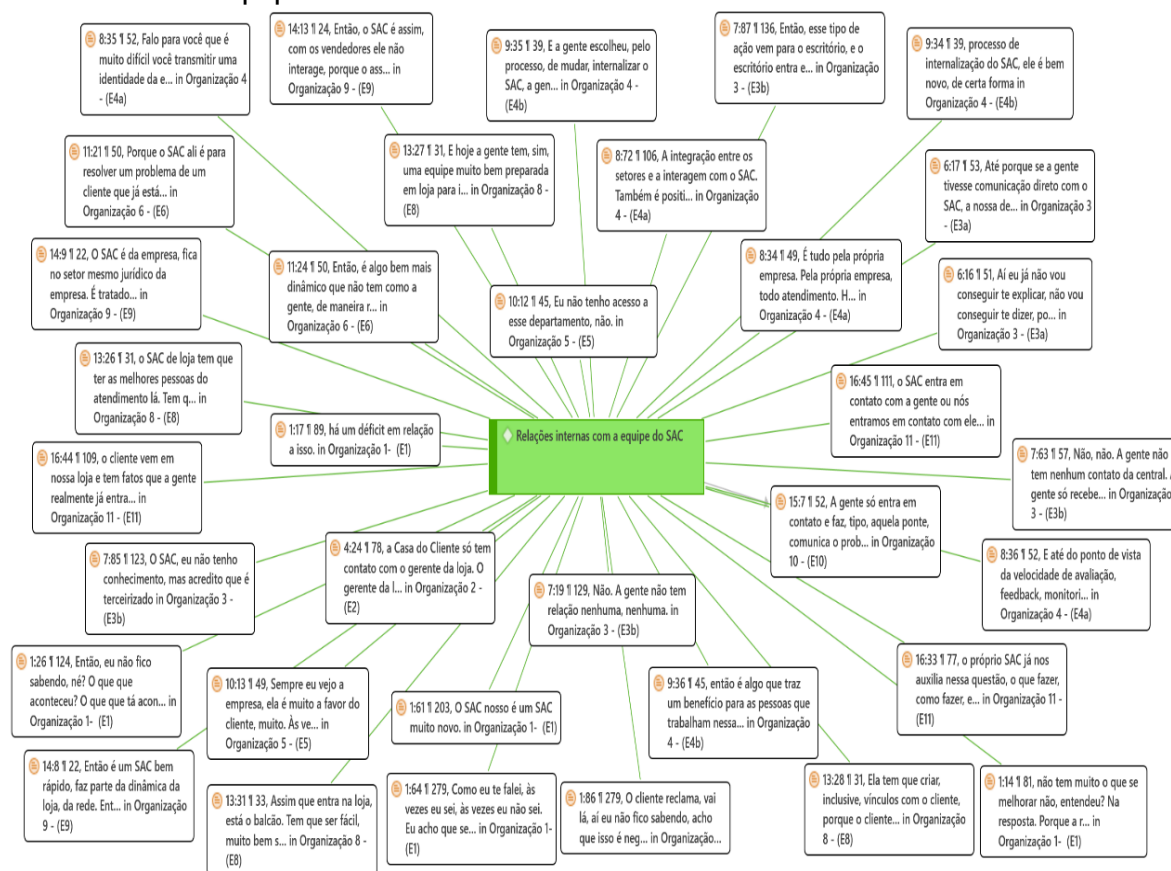 8:35 ¶ 52, Falo para você que é
muito difícil você transmitir uma
identidade da e... in Organização 4
- (E4a)
14:13 ¶ 24, Então, o SAC é assim,
com os vendedores ele não
interage, porque o ass... in
Organização 9 - (E9)
9:35 ¶ 39, E a gente escolheu, pelo
processo, de mudar, internalizar o
SAC, a gen... in Organização 4 -
(E4b)
7:87 ¶ 136, Então, esse tipo de
ação vem para o escritório, e o
escritório entra e... in Organização
3 - (E3b)
9:34 ¶ 39, processo de
internalização do SAC, ele é bem
novo, de certa forma in
Organização 4 - (E4b)
11:21 ¶ 50, Porque o SAC ali é para
resolver um problema de um
cliente que já está... in
Organização 6 - (E6)
13:27 ¶ 31, E hoje a gente tem, sim,
uma equipe muito bem preparada
em loja para i... in Organização 8 -
(E8)
8:72 ¶ 106, A integração entre os
setores e a interagem com o SAC.
Também é positi... in Organização
4 - (E4a)
6:17 ¶ 53, Até porque se a gente
tivesse comunicação direto com o
SAC, a nossa de... in Organização 3
- (E3a)
14:9 ¶ 22, O SAC é da empresa, fica
no setor mesmo jurídico da
empresa. É tratado... in
Organização 9 - (E9)
11:24 ¶ 50, Então, é algo bem mais
dinâmico que não tem como a
gente, de maneira r... in
Organização 6 - (E6)
10:12 ¶ 45, Eu não tenho acesso a
esse departamento, não. in
Organização 5 - (E5)
8:34 ¶ 49, É tudo pela própria
empresa. Pela própria empresa,
todo atendimento. H... in
Organização 4 - (E4a)
6:16 ¶ 51, Aí eu já não vou
conseguir te explicar, não vou
conseguir te dizer, po... in
Organização 3 - (E3a)
13:26 ¶ 31, o SAC de loja tem que
ter as melhores pessoas do
atendimento lá. Tem q... in
Organização 8 - (E8)
1:17 ¶ 89, há um déficit em relação
a isso. in Organização 1- (E1)
Relações internas com a equipe do SAC
16:45 ¶ 111, o SAC entra em
contato com a gente ou nós
entramos em contato com ele... in
Organização 11 - (E11)
16:44 ¶ 109, o cliente vem em
nossa loja e tem fatos que a gente
realmente já entra... in
Organização 11 - (E11)
7:63 ¶ 57, Não, não. A gente não
tem nenhum contato da central.
gente só recebe... in Organização
3 - (E3b)
15:7 ¶ 52, A gente só entra em
contato e faz, tipo, aquela ponte,
comunica o prob... in Organização
10 - (E10)
7:85 ¶ 123, O SAC, eu não tenho
conhecimento, mas acredito que é
terceirizado in Organização 3 -
(E3b)
4:24 ¶ 78, a Casa do Cliente só tem
contato com o gerente da loja. O
gerente da l... in Organização 2 -
(E2)
7:19 ¶ 129, Não. A gente não tem
relação nenhuma, nenhuma. in
Organização 3 - (E3b)
8:36 ¶ 52, E até do ponto de vista
da velocidade de avaliação,
feedback, monitori... in
Organização 4 - (E4a)
1:26 ¶ 124, Então, eu não fico
sabendo, né? O que que
aconteceu? O que que tá acon... in
Organização 1- (E1)
10:13 ¶ 49, Sempre eu vejo a
empresa, ela é muito a favor do
cliente, muito. Às ve... in
Organização 5 - (E5)
1:61 ¶ 203, O SAC nosso é um SAC
muito novo. in Organização 1- (E1)
9:36 ¶ 45, então é algo que traz
um benefício para as pessoas que
trabalham nessa... in Organização
4 - (E4b)
16:33 ¶ 77, o próprio SAC já nos
auxilia nessa questão, o que fazer,
como fazer, e... in Organização 11 -
(E11)
14:8 ¶ 22, Então é um SAC bem
rápido, faz parte da dinâmica da
loja, da rede. Ent... in Organização
9 - (E9)
13:31 ¶ 33, Assim que entra na loja,
está o balcão. Tem que ser fácil,
muito bem s... in Organização 8 -
(E8)
1:64 ¶ 279, Como eu te falei, às
vezes eu sei, às vezes eu não sei.
Eu acho que se... in Organização 1-
(E1)
1:86 ¶ 279, O cliente reclama, vai
lá, aí eu não fico sabendo, acho
que isso é neg... in Organização...
13:28 ¶ 31, Ela tem que criar,
inclusive, vínculos com o cliente,
porque o cliente... in Organização
8 - (E8)
1:14 ¶ 81, não tem muito o que se
melhorar não, entendeu? Na
resposta. Porque a r... in
Organização 1- (E1)